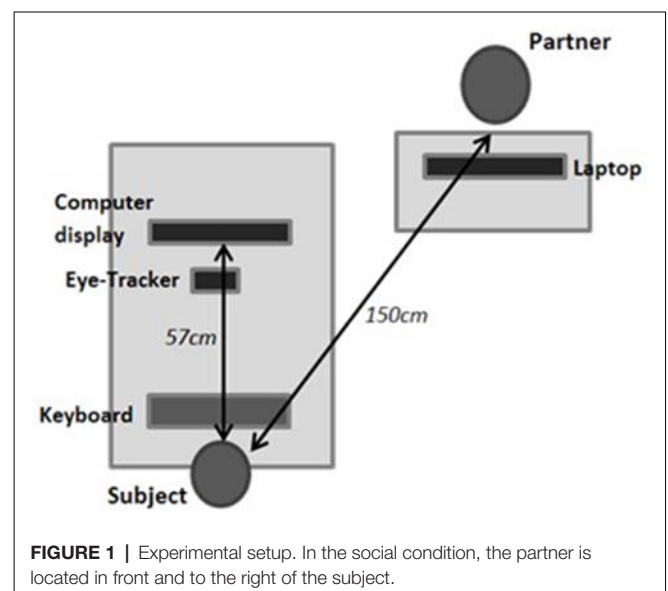 Partner
Laptop
Computer
display
Eye-Tracker
150cm
57cm
Keyboard
Subject
FIGURE 1 | Experimental setup. In the social condition, the partner is
located in front and to the right of the subject.